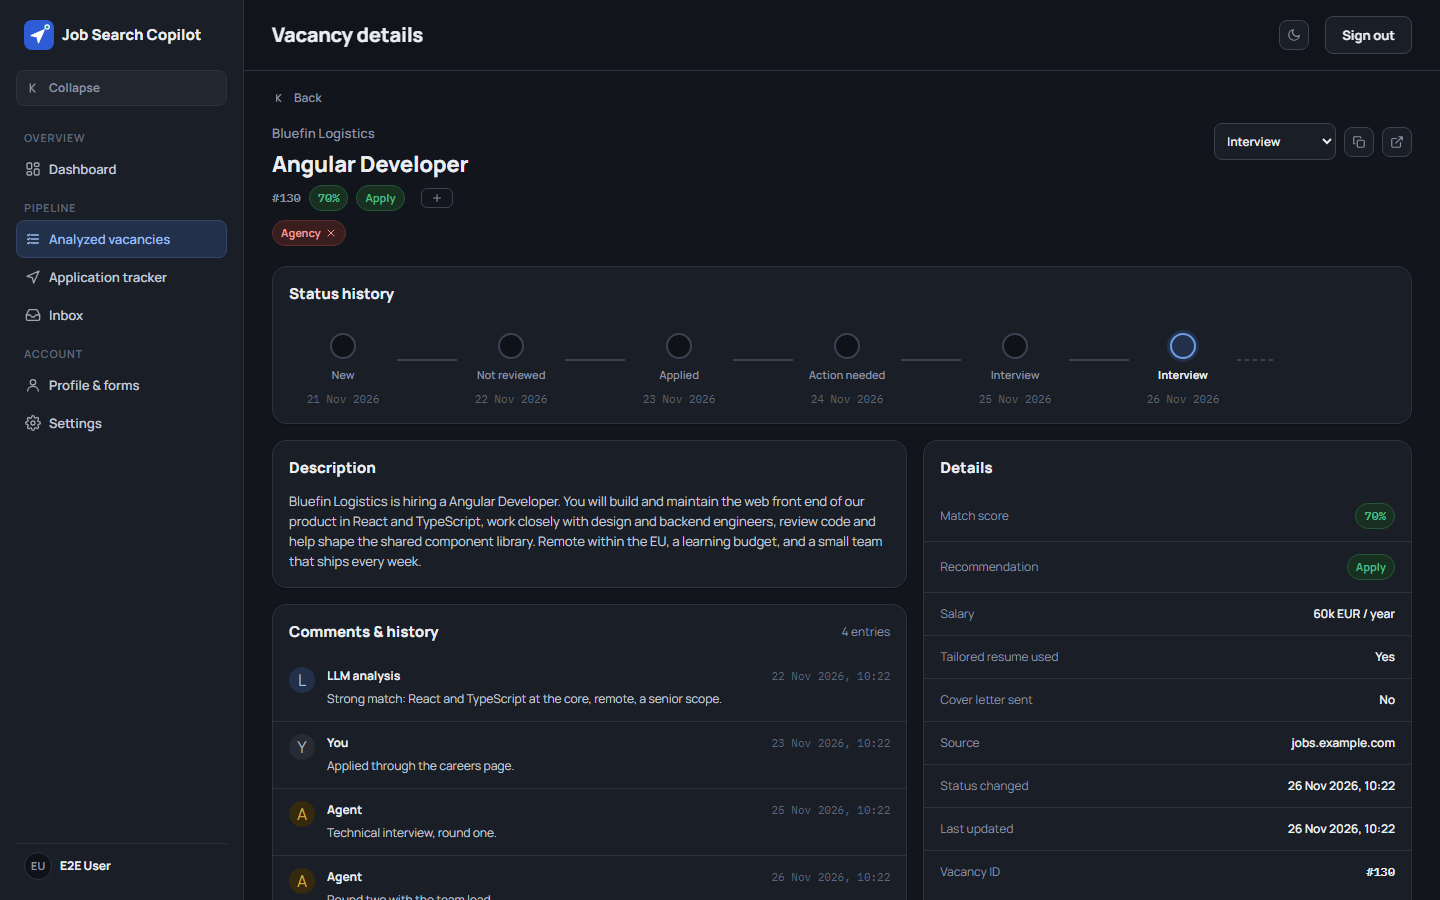 Job Search Copilot
Vacancy details
Sign out
Collapse
Back
OVERVIEW
Dashboard
PIPELINE
Analyzed vacancies
Application tracker
Inbox
ACCOUNT
Profile & forms
Settings
EU
E2E User
Bluefin Logistics
Angular Developer
Interview
#130
70%
Apply
Agency
Status history
New
21 Nov 2026
Not reviewed
22 Nov 2026
Applied
23 Nov 2026
Action needed
24 Nov 2026
Interview
25 Nov 2026
Interview
26 Nov 2026
Description
Bluefin Logistics is hiring a Angular Developer. You will build and maintain the web front end of our
product in React and TypeScript, work closely with design and backend engineers, review code and
help shape the shared component library. Remote within the EU, a learning budget, and a small team
that ships every week.
Comments & history
4 entries
L
LLM analysis
22 Nov 2026, 10:22
Strong match: React and TypeScript at the core, remote, a senior scope.
Y
You
23 Nov 2026, 10:22
Applied through the careers page.
A
Agent
25 Nov 2026, 10:22
Technical interview, round one.
A
Agent
26 Nov 2026, 10:22
Round two with the team lead.
Details
Match score
70%
Recommendation
Apply
Salary
60k EUR / year
Tailored resume used
Yes
Cover letter sent
No
Source
jobs.example.com
Status changed
26 Nov 2026, 10:22
Last updated
26 Nov 2026, 10:22
Vacancy ID
#130